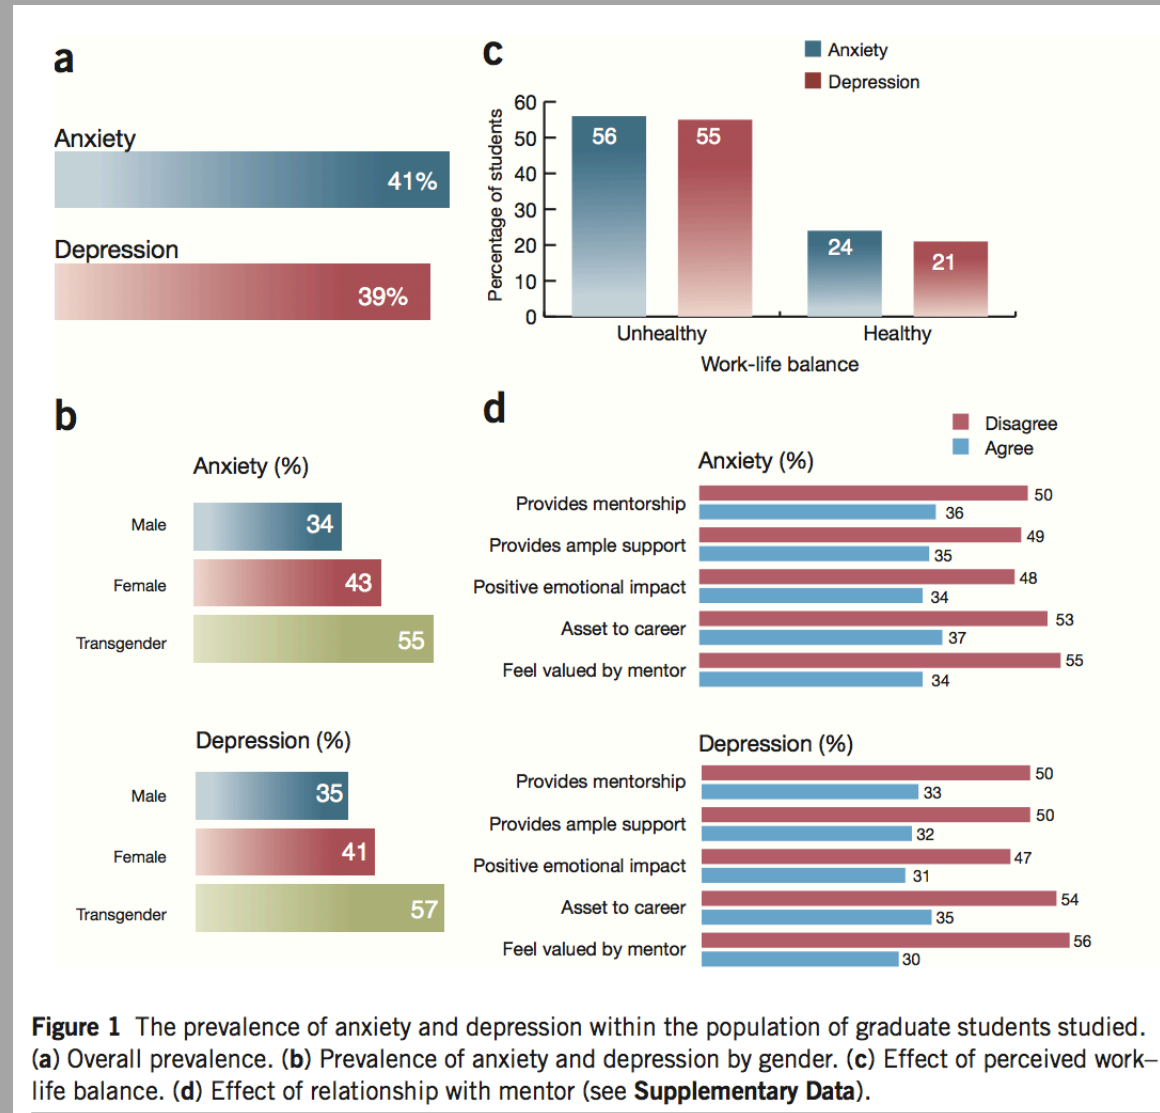 a
Anxiety
41%
Depression
39%
b
Anxiety (%)
Male 34
Female 43
Transgender 55
Depression (%)
Male 35
Female 41
Transgender 57
c
Anxiety
Depression
Percentage of students
60
50
40
30
20
10
0
56 55
24 21
Unhealthy Healthy
Work-life balance
d
Disagree
Agree
Anxiety (%)
Provides mentorship 50
36
Provides ample support 49
35
Positive emotional impact 48
34
Asset to career 53
37
Feel valued by mentor 55
34
Depression (%)
Provides mentorship 50
33
Provides ample support 50
32
Positive emotional impact 47
31
Asset to career 54
35
Feel valued by mentor 56
30
Figure 1 The prevalence of anxiety and depression within the population of graduate students studied.
(a) Overall prevalence. (b) Prevalence of anxiety and depression by gender. (c) Effect of perceived work–
life balance. (d) Effect of relationship with mentor (see Supplementary Data).